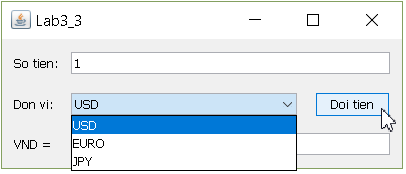 Lab3_3
So tien: 1
Don vi: USD Doi tien
USD
EURO
JPY
VND =